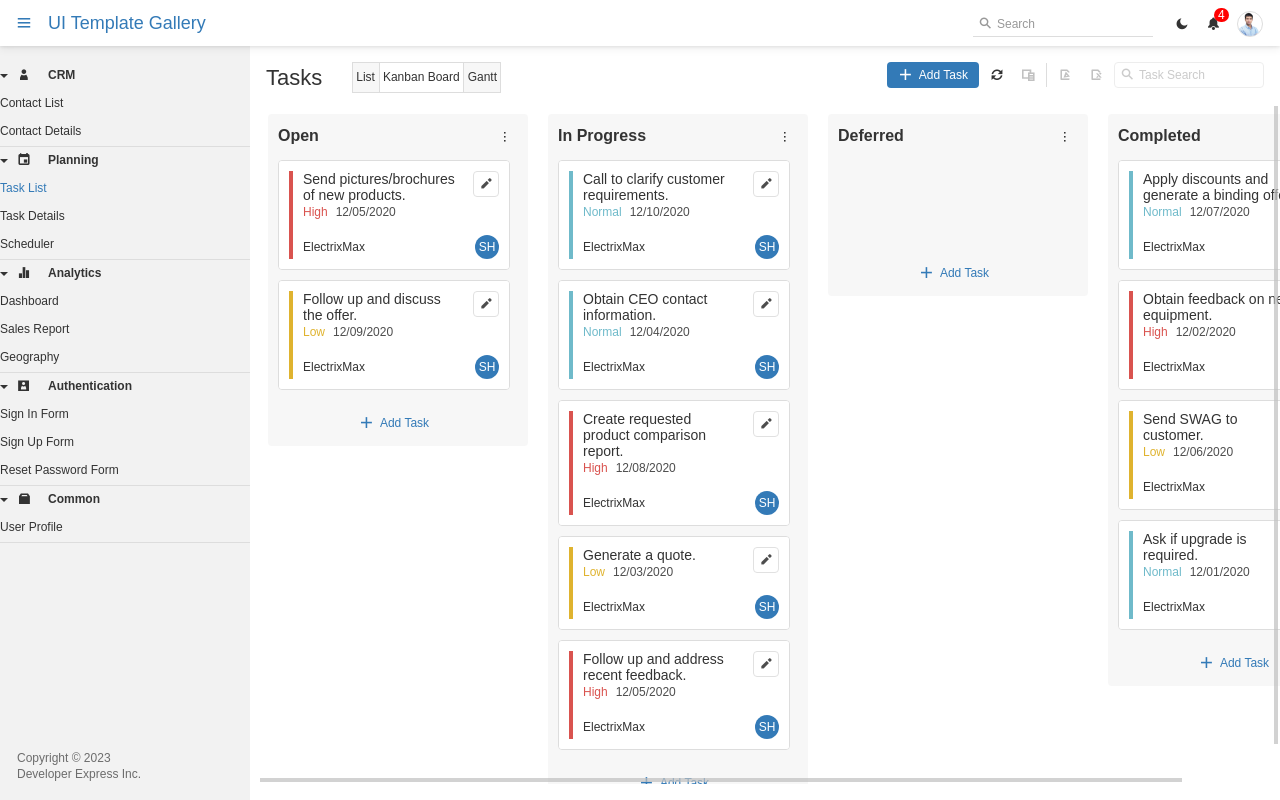 UI Template Gallery
Search
4
CRM
Contact List
Contact Details
Planning
Task List
Task Details
Scheduler
Analytics
Dashboard
Sales Report
Geography
Authentication
Sign In Form
Sign Up Form
Reset Password Form
Common
User Profile
Copyright © 2023
Developer Express Inc.
Tasks
List
Kanban Board
Gantt
Add Task
Task Search
Open
Send pictures/brochures
of new products.
High 12/05/2020
ElectrixMax
SH
Follow up and discuss
the offer.
Low 12/09/2020
ElectrixMax
SH
Add Task
In Progress
Call to clarify customer
requirements.
Normal 12/10/2020
ElectrixMax
SH
Obtain CEO contact
information.
Normal 12/04/2020
ElectrixMax
SH
Create requested
product comparison
report.
High 12/08/2020
ElectrixMax
SH
Generate a quote.
Low 12/03/2020
ElectrixMax
SH
Follow up and address
recent feedback.
High 12/05/2020
ElectrixMax
SH
Add Task
Deferred
Add Task
Completed
Apply discounts and
generate a binding
Normal 12/07/2020
ElectrixMax
Obtain feedback on
equipment.
High 12/02/2020
ElectrixMax
Send SWAG to
customer.
Low 12/06/2020
ElectrixMax
Ask if upgrade is
required.
Normal 12/01/2020
ElectrixMax
Add Task